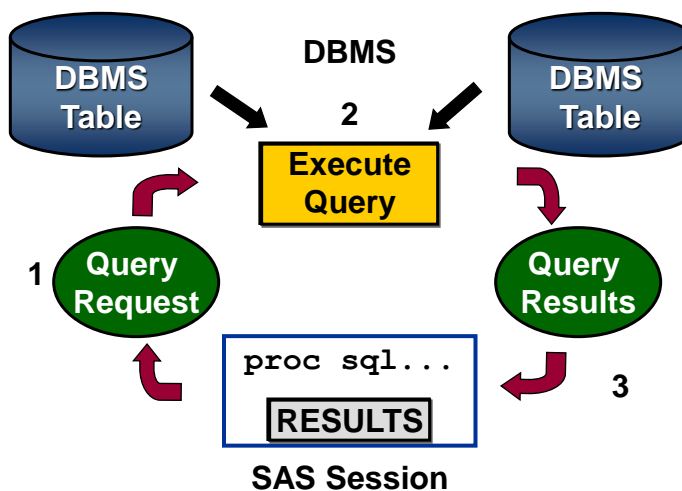 DBMS
Table
DBMS
2
DBMS
Table
Execute
Query
1
Query
Request
Query
Results
proc sql...
RESULTS
3
SAS Session